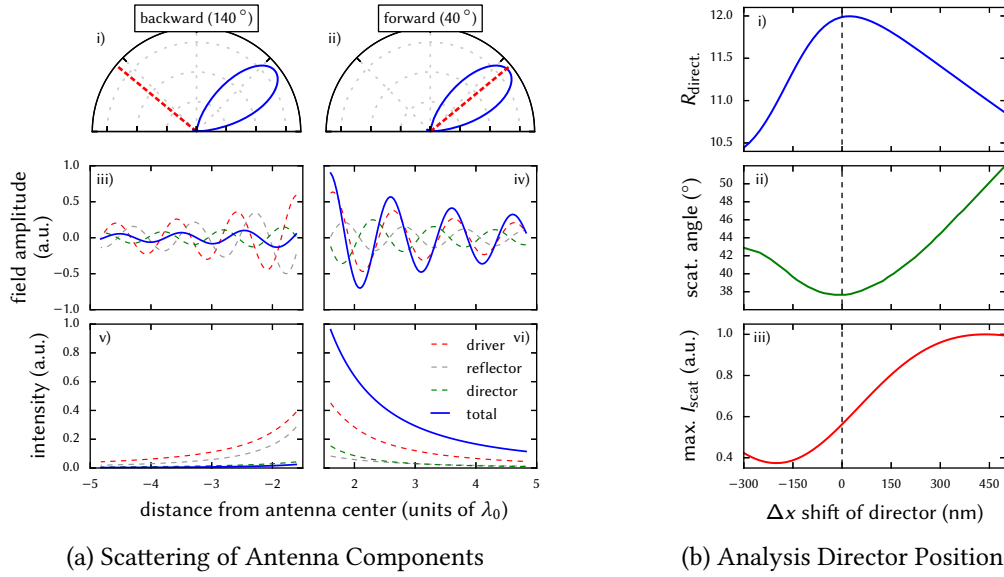 backward (140°)
forward (40°)
i)
ii)
iii)
iv)
1.0
0.5
0.0
−0.5
−1.0
field amplitude
(a.u.)
v)
vi)
1.0
0.8
0.6
0.4
0.2
0.0
intensity (a.u.)
driver
reflector
director
total
−5
−4
−3
−2
2
3
4
5
distance from antenna center (units of λ₀)
(a) Scattering of Antenna Components
i)
12.0
11.5
11.0
10.5
R_direct.
ii)
52
50
48
46
44
42
40
38
scat. angle (°)
iii)
1.0
0.8
0.6
0.4
max. I_scat (a.u.)
−300
−150
0
150
300
450
Δx shift of director (nm)
(b) Analysis Director Position